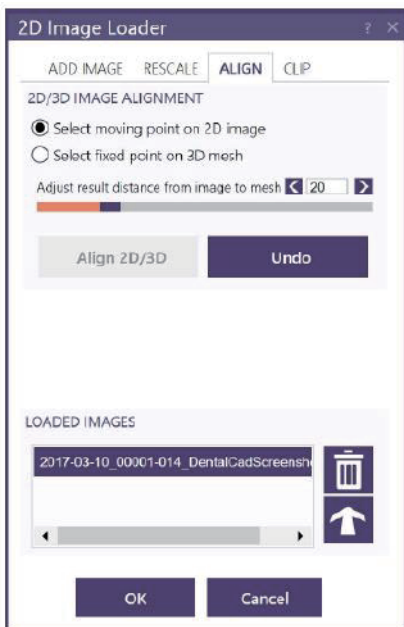 2D Image Loader ? ×
ADD IMAGE RESCALE ALIGN CLIP
2D/3D IMAGE ALIGNMENT
Select moving point on 2D image
Select fixed point on 3D mesh
Adjust result distance from image to mesh 20
Align 2D/3D Undo
LOADED IMAGES
2017-03-10_00001-014_DentalCadScreensh
OK Cancel